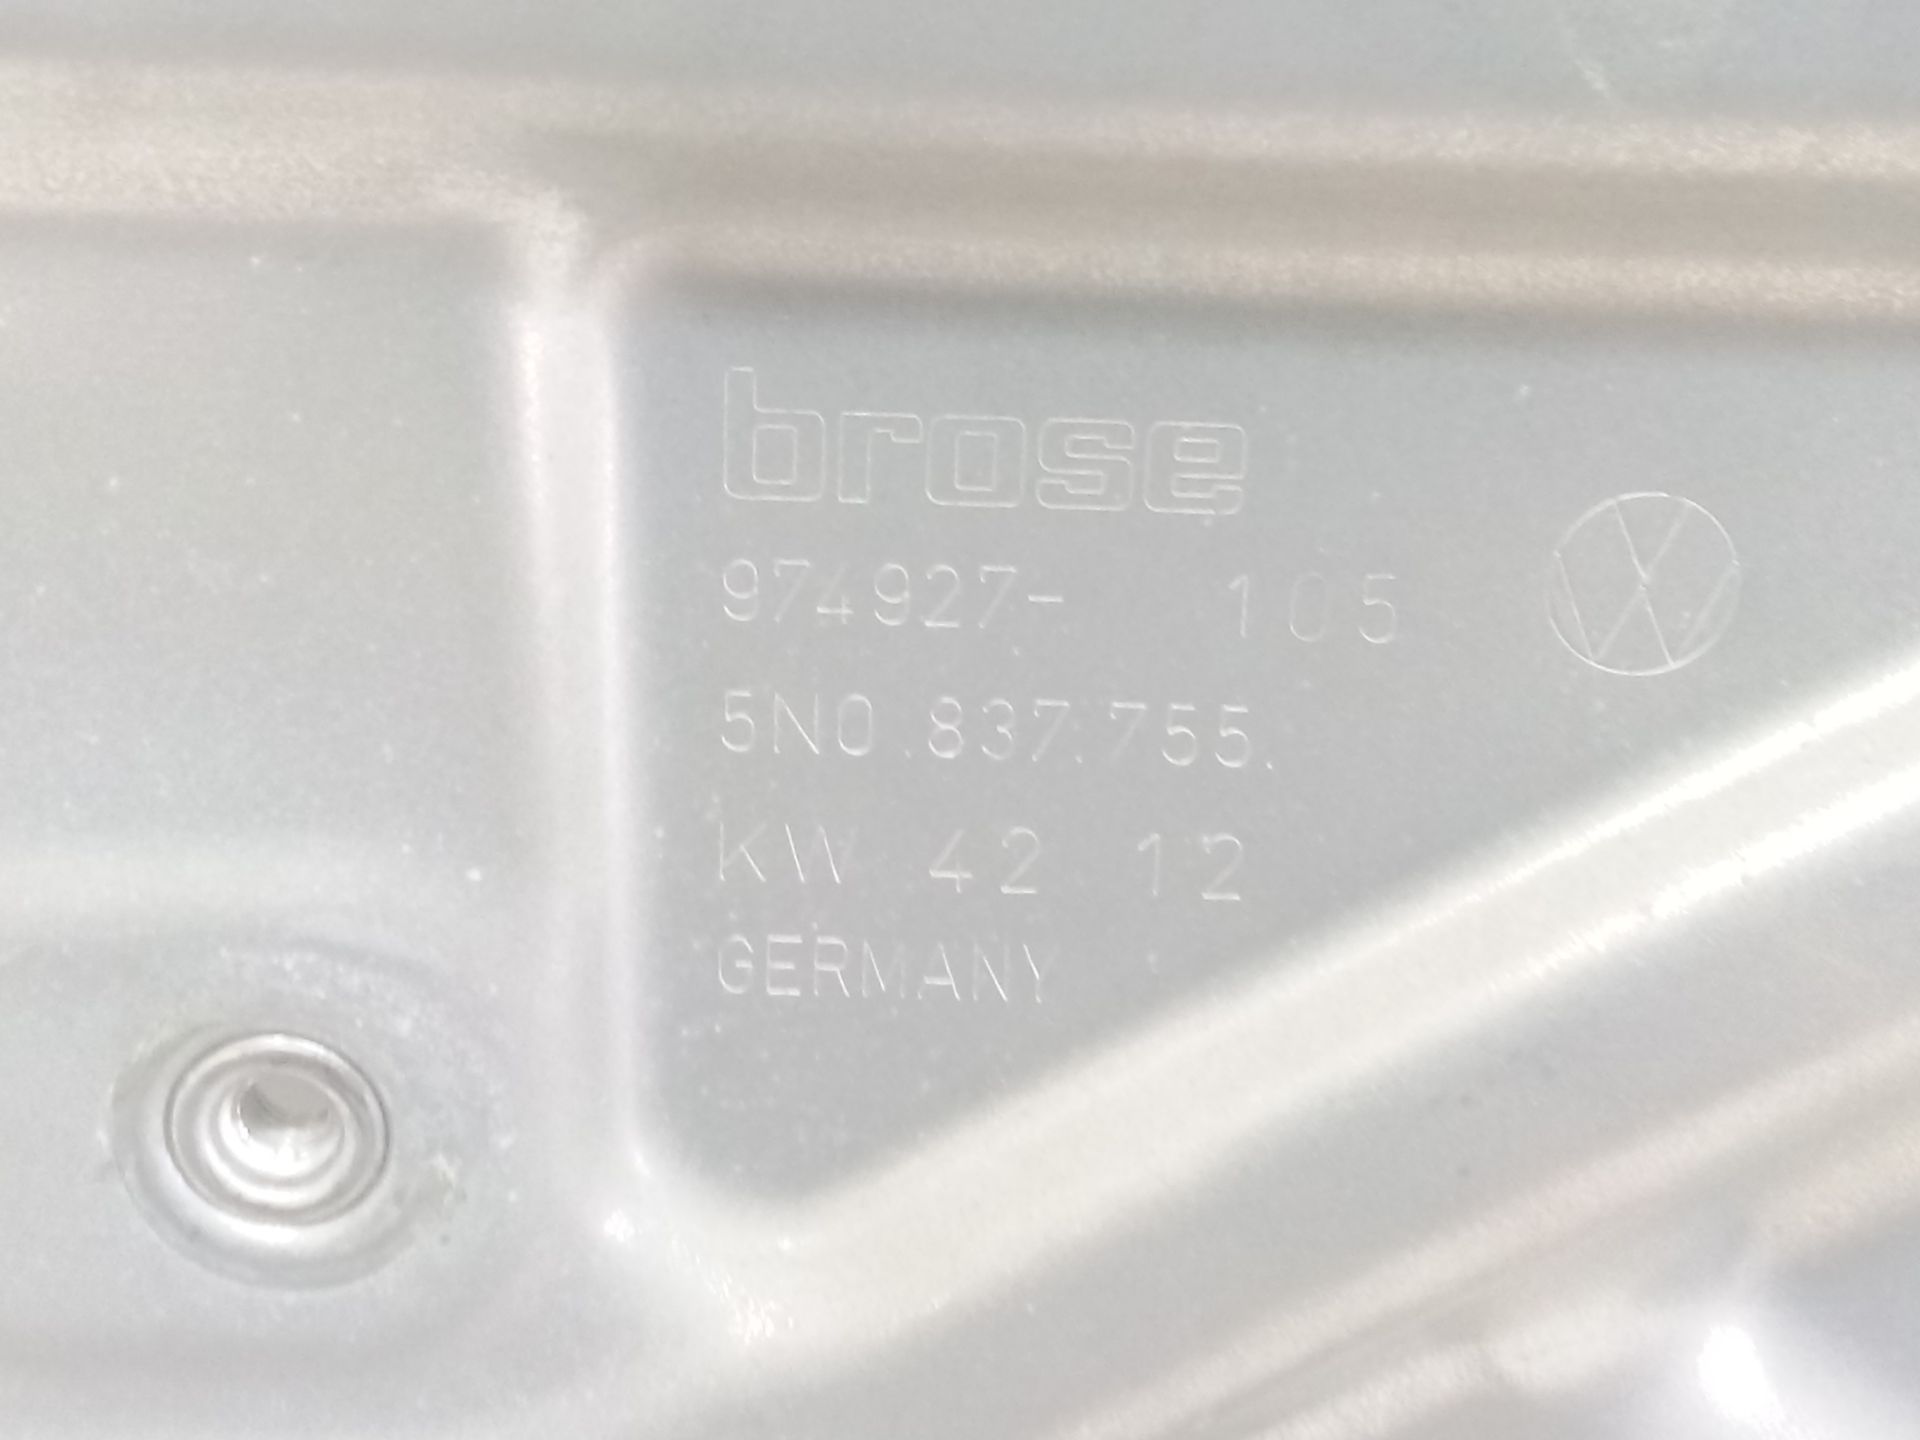 brose
974927- 105
5N0.837.755.
KW 42 12
GERMANY